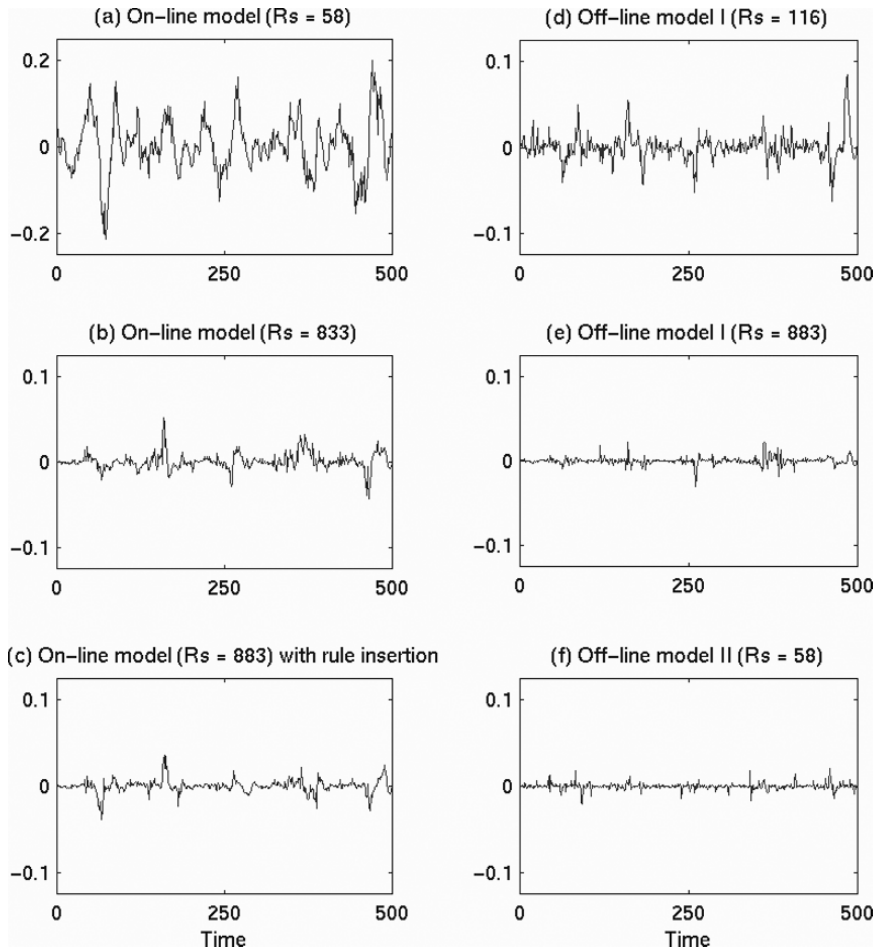 (a) On-line model (Rs = 58)
0.2
0
-0.2
0 250 500
(b) On-line model (Rs = 833)
0.1
0
-0.1
0 250 500
(c) On-line model (Rs = 883) with rule insertion
0.1
0
-0.1
0 250 500
Time
(d) Off-line model I (Rs = 116)
0.1
0
-0.1
0 250 500
(e) Off-line model I (Rs = 883)
0.1
0
-0.1
0 250 500
(f) Off-line model II (Rs = 58)
0.1
0
-0.1
0 250 500
Time